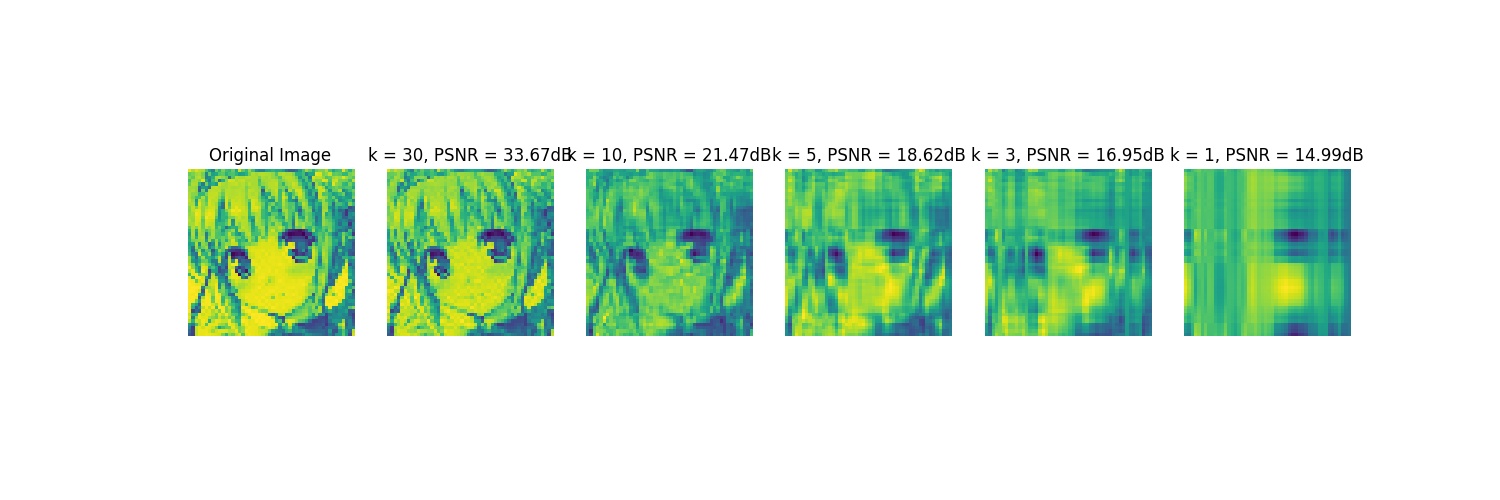 Original Image
k = 30, PSNR = 33.67dB
k = 10, PSNR = 21.47dB
k = 5, PSNR = 18.62dB
k = 3, PSNR = 16.95dB
k = 1, PSNR = 14.99dB